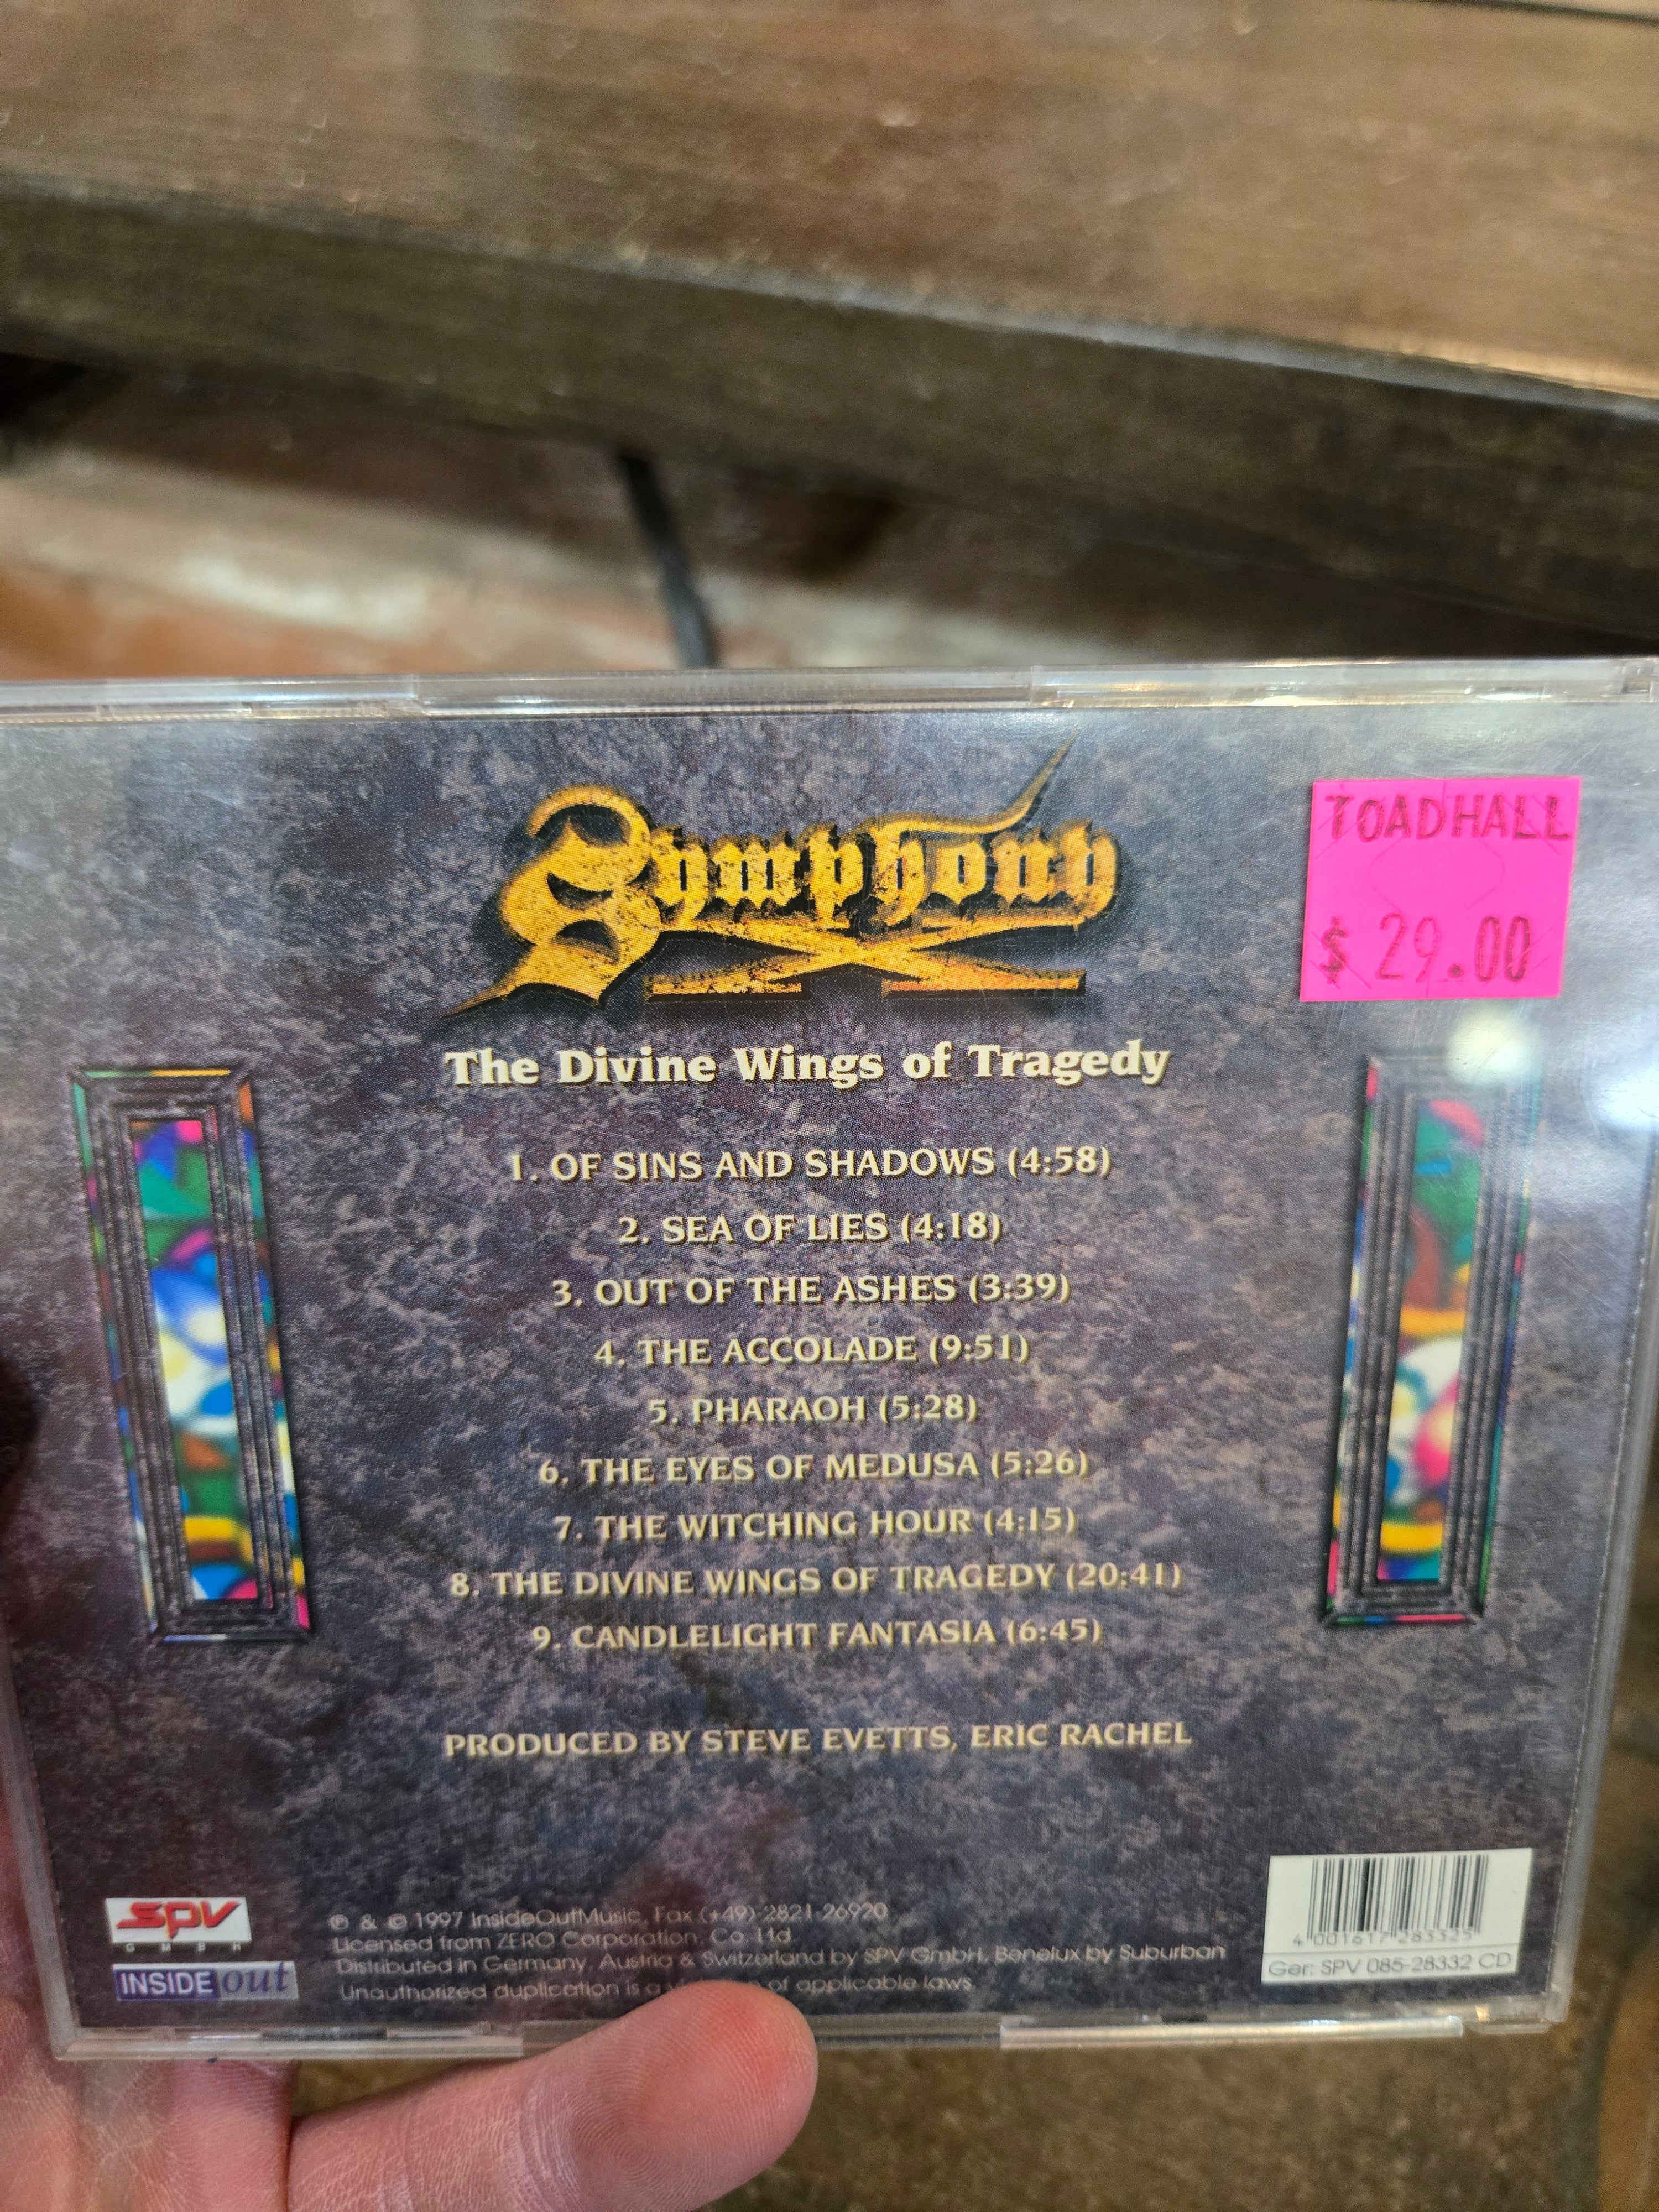 Symphony
X
TOADHALL
$ 29.00
The Divine Wings of Tragedy
1. OF SINS AND SHADOWS (4:58)
2. SEA OF LIES (4:18)
3. OUT OF THE ASHES (3:39)
4. THE ACCOLADE (9:51)
5. PHARAOH (5:28)
6. THE EYES OF MEDUSA (5:26)
7. THE WITCHING HOUR (4:15)
8. THE DIVINE WINGS OF TRAGEDY (20:41)
9. CANDLELIGHT FANTASIA (6:45)
PRODUCED BY STEVE EVETTS, ERIC RACHEL
spv
GMBH
INSIDEout
℗ & © 1997 InsideOutMusic, Fax (+49)-2821-26920
Licensed from ZERO Corporation, Co. Ltd.
Distributed in Germany, Austria & Switzerland by SPV GmbH, Benelux by Suburban
Unauthorized duplication is a of applicable laws.
4 001617 283325
Ger: SPV 085-28332 CD